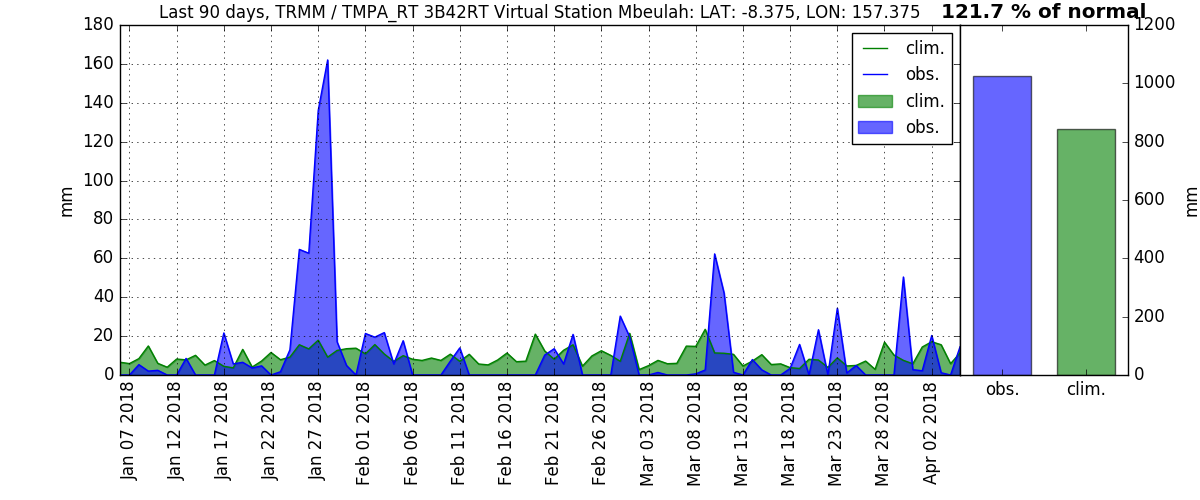 Last 90 days, TRMM / TMPA_RT 3B42RT Virtual Station Mbeulah: LAT: -8.375, LON: 157.375
121.7 % of normal
180
160
140
120
100
80
60
40
20
0
mm
clim.
obs.
clim.
obs.
Jan 07 2018
Jan 12 2018
Jan 17 2018
Jan 22 2018
Jan 27 2018
Feb 01 2018
Feb 06 2018
Feb 11 2018
Feb 16 2018
Feb 21 2018
Feb 26 2018
Mar 03 2018
Mar 08 2018
Mar 13 2018
Mar 18 2018
Mar 23 2018
Mar 28 2018
Apr 02 2018
1200
1000
800
600
400
200
0
mm
obs.
clim.